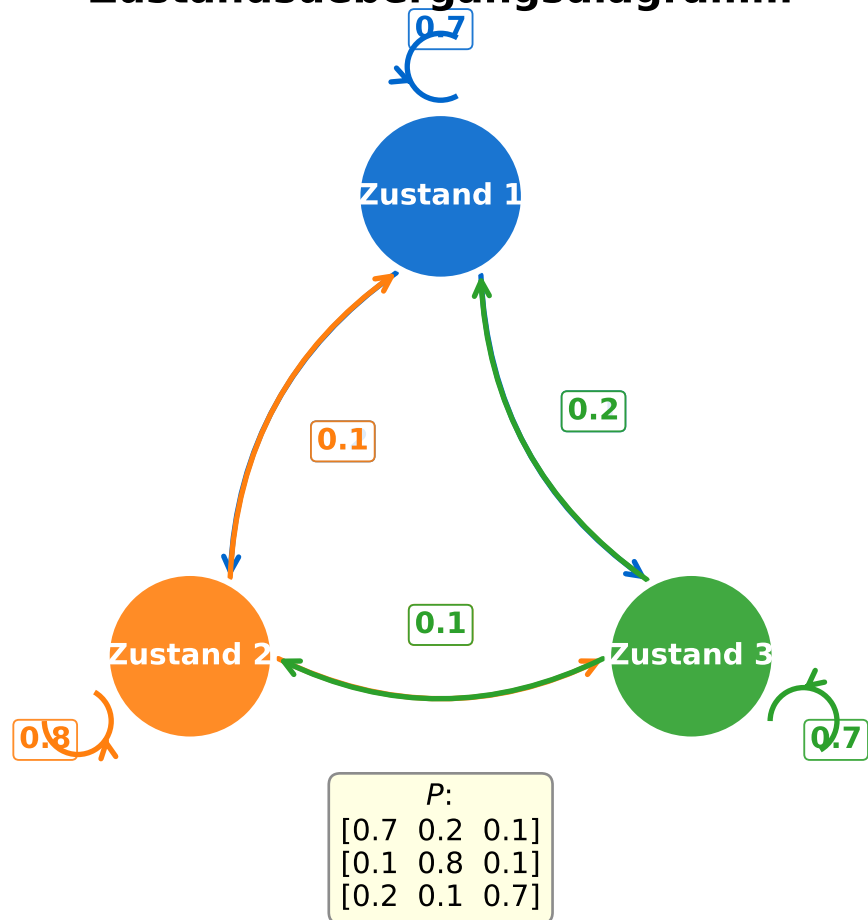 Zustandsuebergangsdiagramm
0.7
Zustand 1
0.2
0.1
0.1
Zustand 2
Zustand 3
0.8
0.7
P:
[0.7 0.2 0.1]
[0.1 0.8 0.1]
[0.2 0.1 0.7]